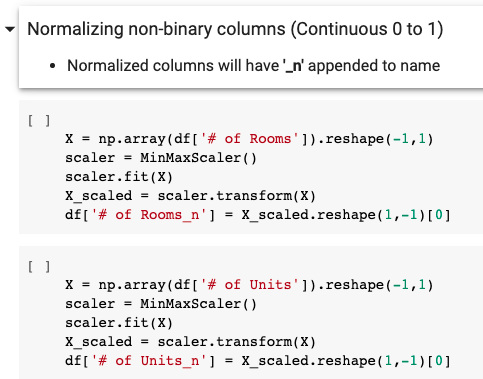 Normalizing non-binary columns (Continuous 0 to 1)
• Normalized columns will have '_n' appended to name
[ ]
X = np.array(df['# of Rooms']).reshape(-1,1)
scaler = MinMaxScaler()
scaler.fit(X)
X_scaled = scaler.transform(X)
df['# of Rooms_n'] = X_scaled.reshape(1,-1)[0]
[ ]
X = np.array(df['# of Units']).reshape(-1,1)
scaler = MinMaxScaler()
scaler.fit(X)
X_scaled = scaler.transform(X)
df['# of Units_n'] = X_scaled.reshape(1,-1)[0]